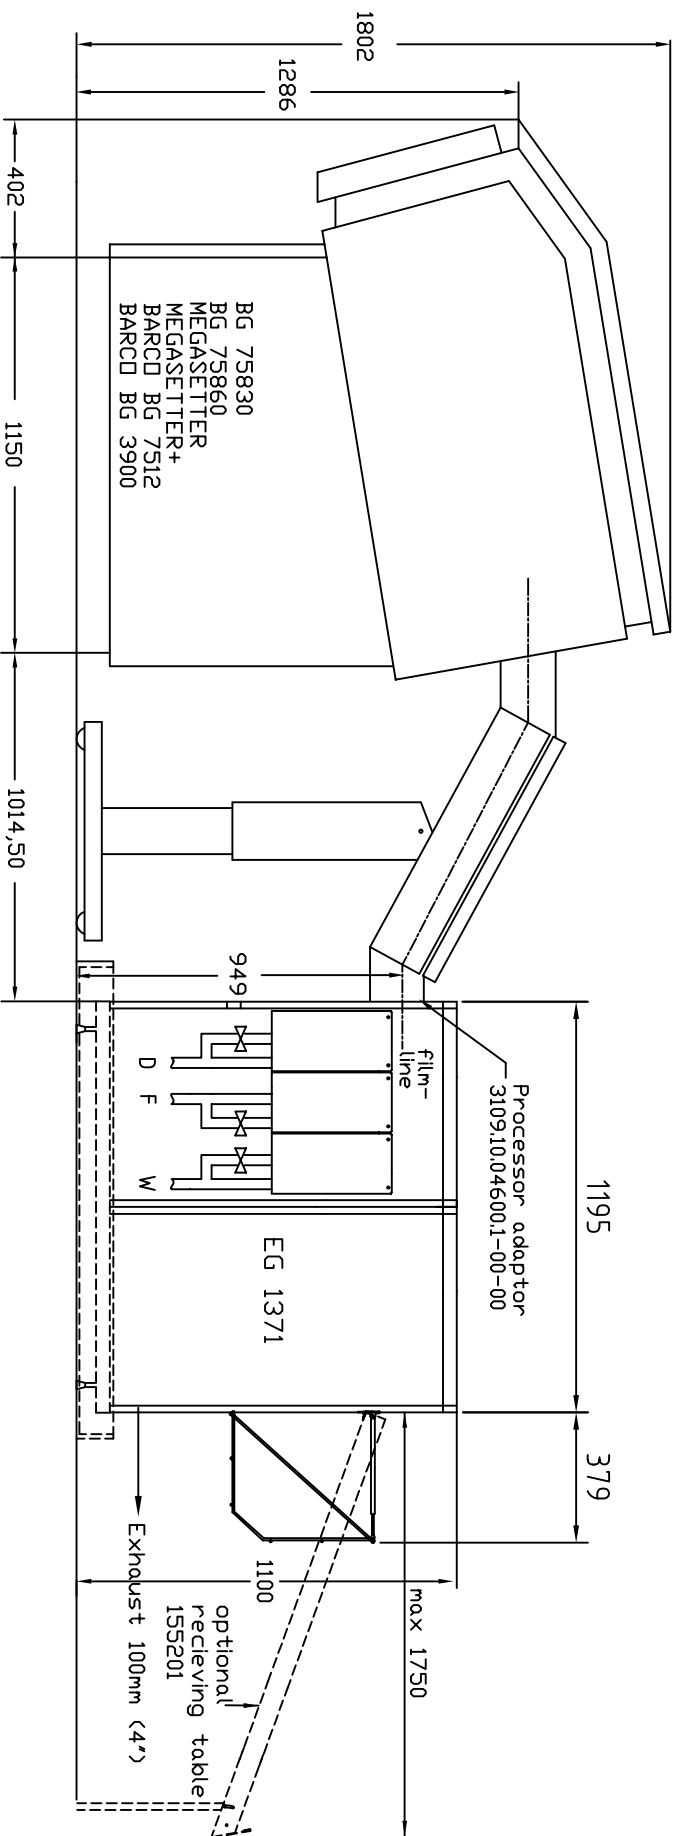 1802
1286
402
1150
1014,50
BG 75830
BG 75860
MEGASETTER
MEGASETTER+
BARCO BG 7512
BARCO BG 3900
949
film-
line
D
F
W
Processor adaptor
3109.10.04600.1-00-00
1195
EG 1371
379
1100
max 1750
Exhaust 100mm (4")
optional
recieving table
155201